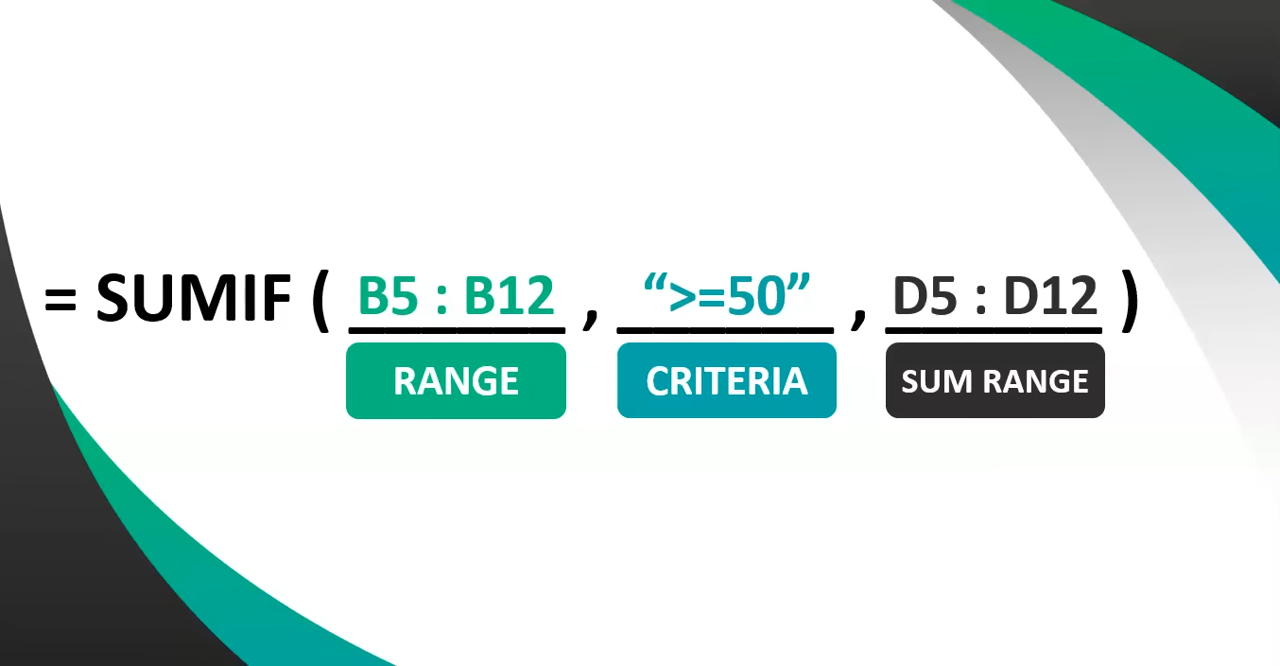 = SUMIF ( B5 : B12 , “>=50” , D5 : D12 )
RANGE CRITERIA SUM RANGE